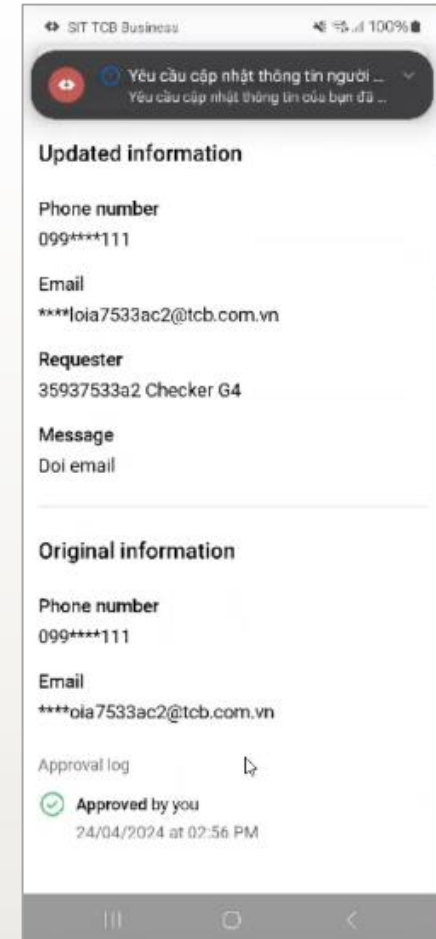 SIT TCB Business
100%
Yêu cầu cập nhật thông tin người ...
Yêu cầu cập nhật thông tin của bạn đã ...
Updated information
Phone number
099****111
Email
****loia7533ac2@tcb.com.vn
Requester
35937533a2 Checker G4
Message
Doi email
Original information
Phone number
099****111
Email
****oia7533ac2@tcb.com.vn
Approval log
Approved by you
24/04/2024 at 02:56 PM